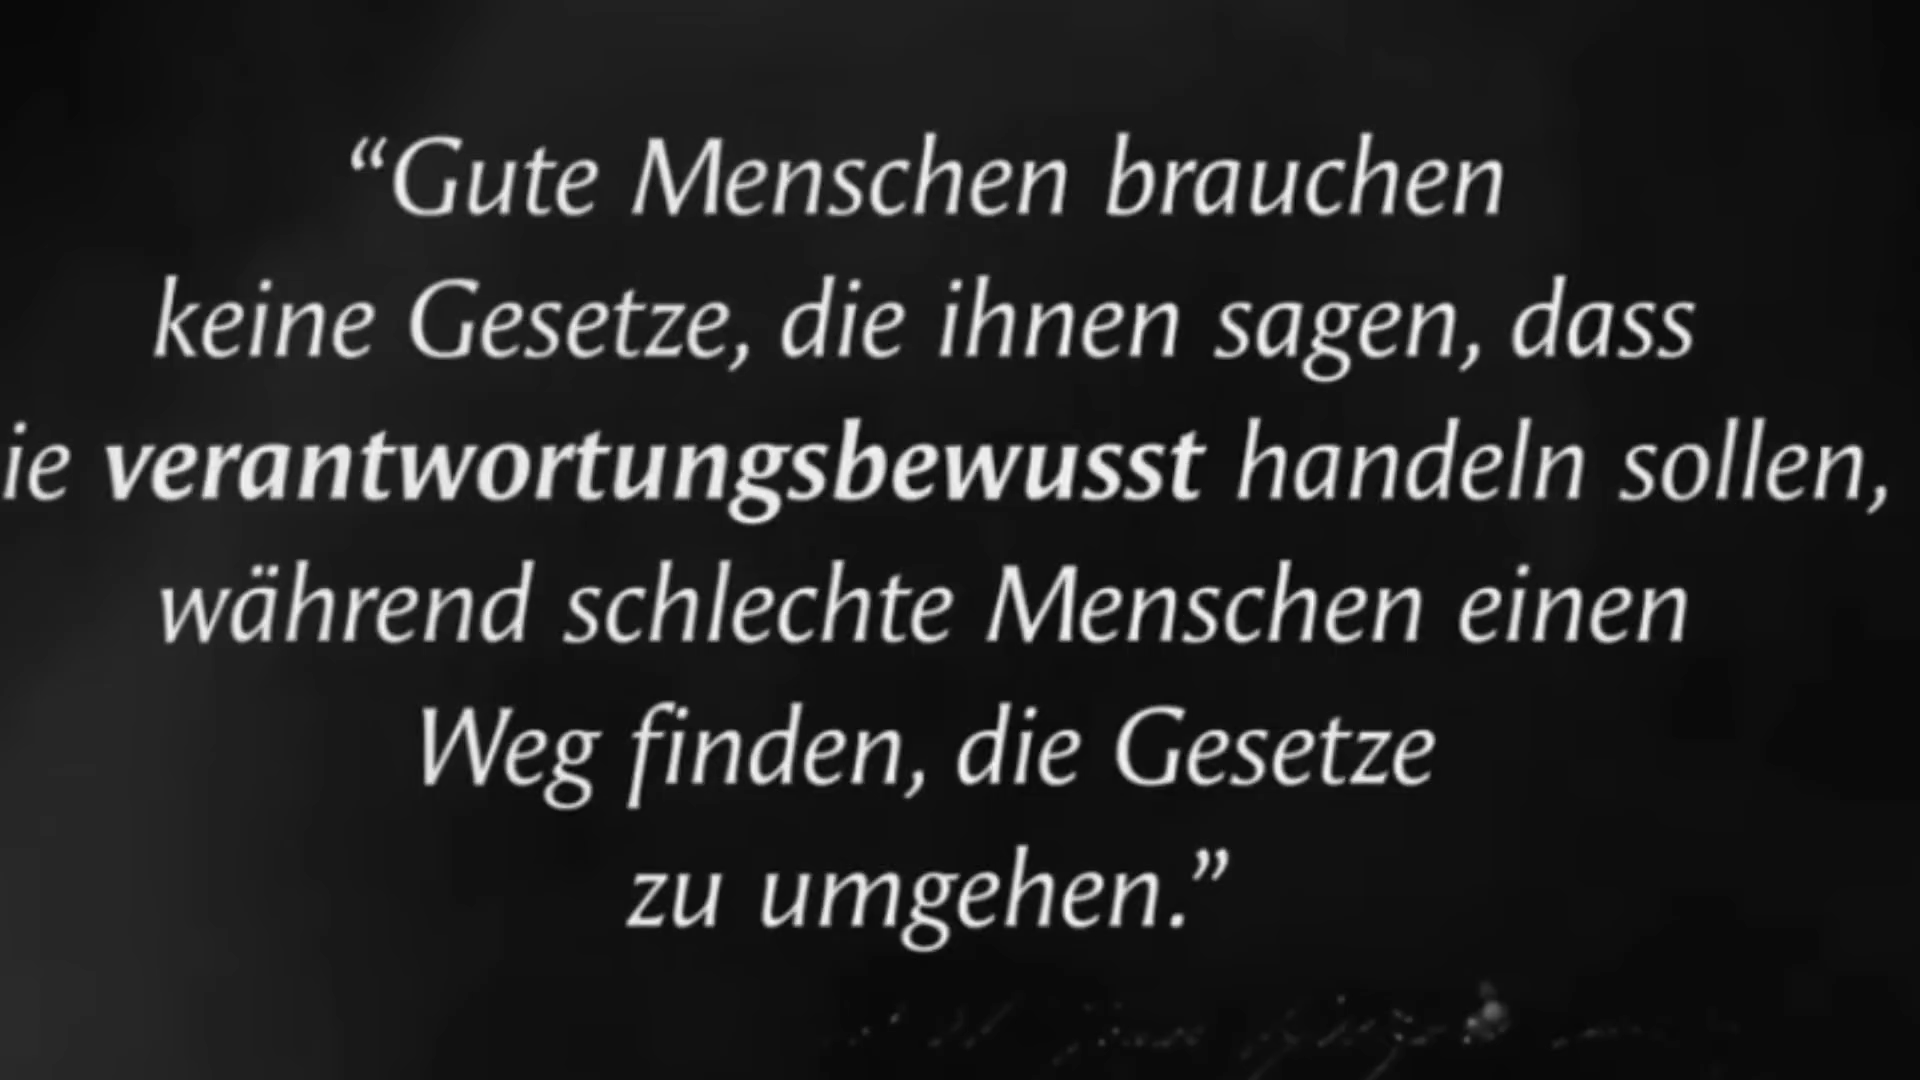 “Gute Menschen brauchen
keine Gesetze, die ihnen sagen, dass
ie verantwortungsbewusst handeln sollen,
während schlechte Menschen einen
Weg finden, die Gesetze
zu umgehen.”